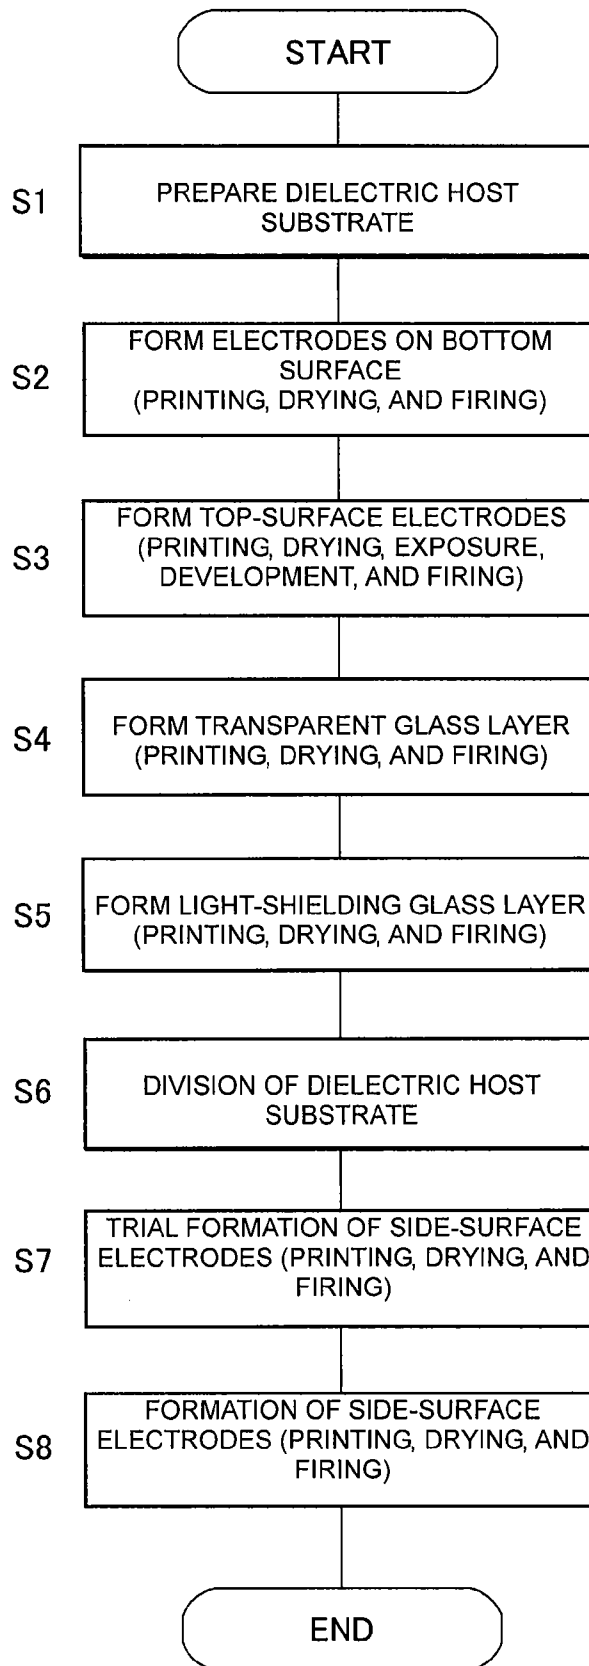 START
S1
PREPARE DIELECTRIC HOST
SUBSTRATE
S2
FORM ELECTRODES ON BOTTOM
SURFACE
(PRINTING, DRYING, AND FIRING)
S3
FORM TOP-SURFACE ELECTRODES
(PRINTING, DRYING, EXPOSURE,
DEVELOPMENT, AND FIRING)
S4
FORM TRANSPARENT GLASS LAYER
(PRINTING, DRYING, AND FIRING)
S5
FORM LIGHT-SHIELDING GLASS LAYER
(PRINTING, DRYING, AND FIRING)
S6
DIVISION OF DIELECTRIC HOST
SUBSTRATE
S7
TRIAL FORMATION OF SIDE-SURFACE
ELECTRODES (PRINTING, DRYING, AND
FIRING)
S8
FORMATION OF SIDE-SURFACE
ELECTRODES (PRINTING, DRYING, AND
FIRING)
END